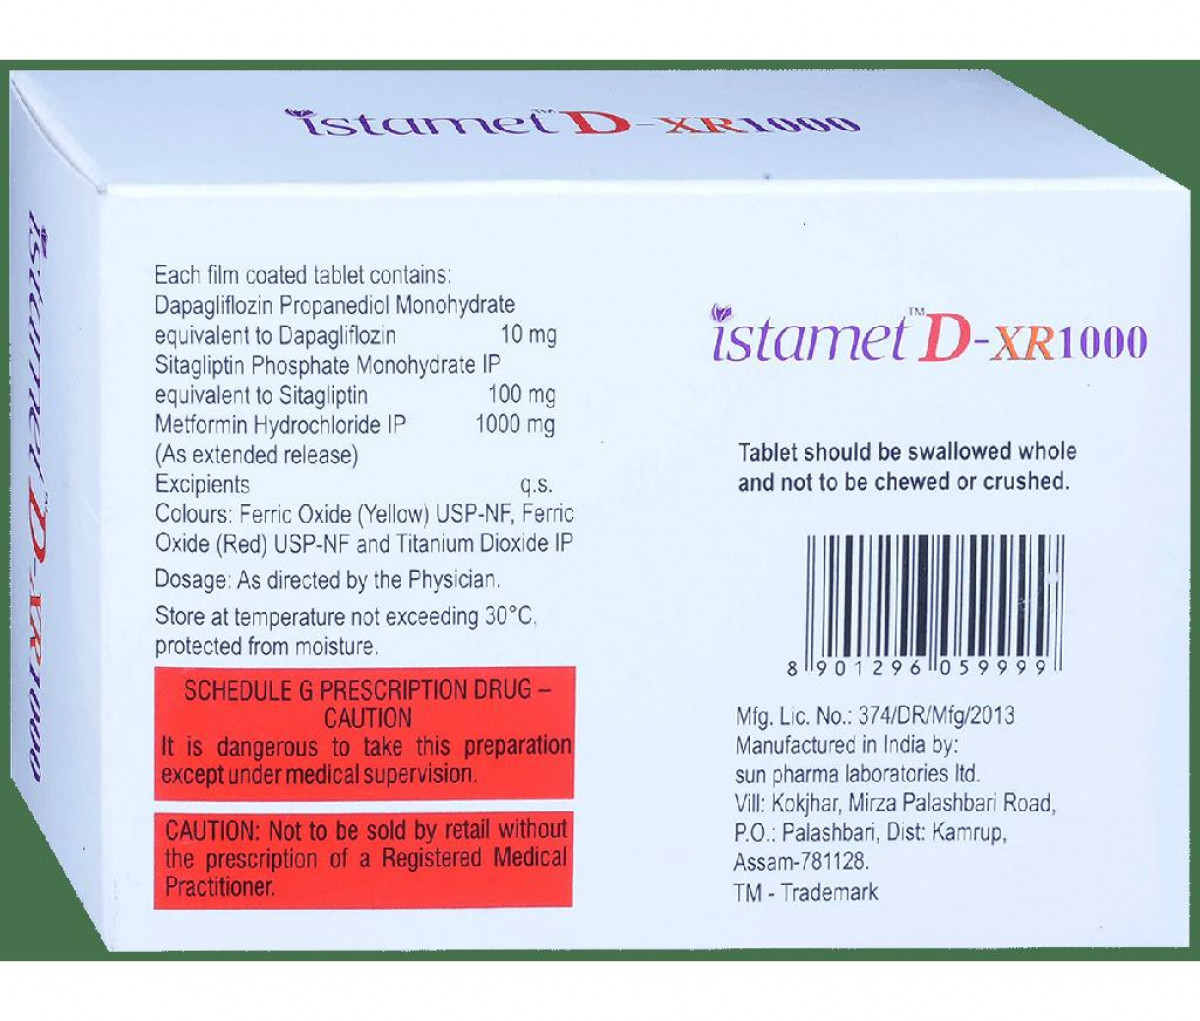 istamet™ D-XR1000
istamet™ D-XR1000
Each film coated tablet contains:
Dapagliflozin Propanediol Monohydrate
equivalent to Dapagliflozin 10 mg
Sitagliptin Phosphate Monohydrate IP
equivalent to Sitagliptin 100 mg
Metformin Hydrochloride IP 1000 mg
(As extended release)
Excipients q.s.
Colours: Ferric Oxide (Yellow) USP-NF, Ferric
Oxide (Red) USP-NF and Titanium Dioxide IP
Dosage: As directed by the Physician.
Store at temperature not exceeding 30°C,
protected from moisture.
SCHEDULE G PRESCRIPTION DRUG –
CAUTION
It is dangerous to take this preparation
except under medical supervision.
CAUTION: Not to be sold by retail without
the prescription of a Registered Medical
Practitioner.
istamet™ D-XR1000
Tablet should be swallowed whole
and not to be chewed or crushed.
8 901296 059999
Mfg. Lic. No.: 374/DR/Mfg/2013
Manufactured in India by:
sun pharma laboratories ltd.
Vill: Kokjhar, Mirza Palashbari Road,
P.O.: Palashbari, Dist: Kamrup,
Assam-781128.
TM - Trademark